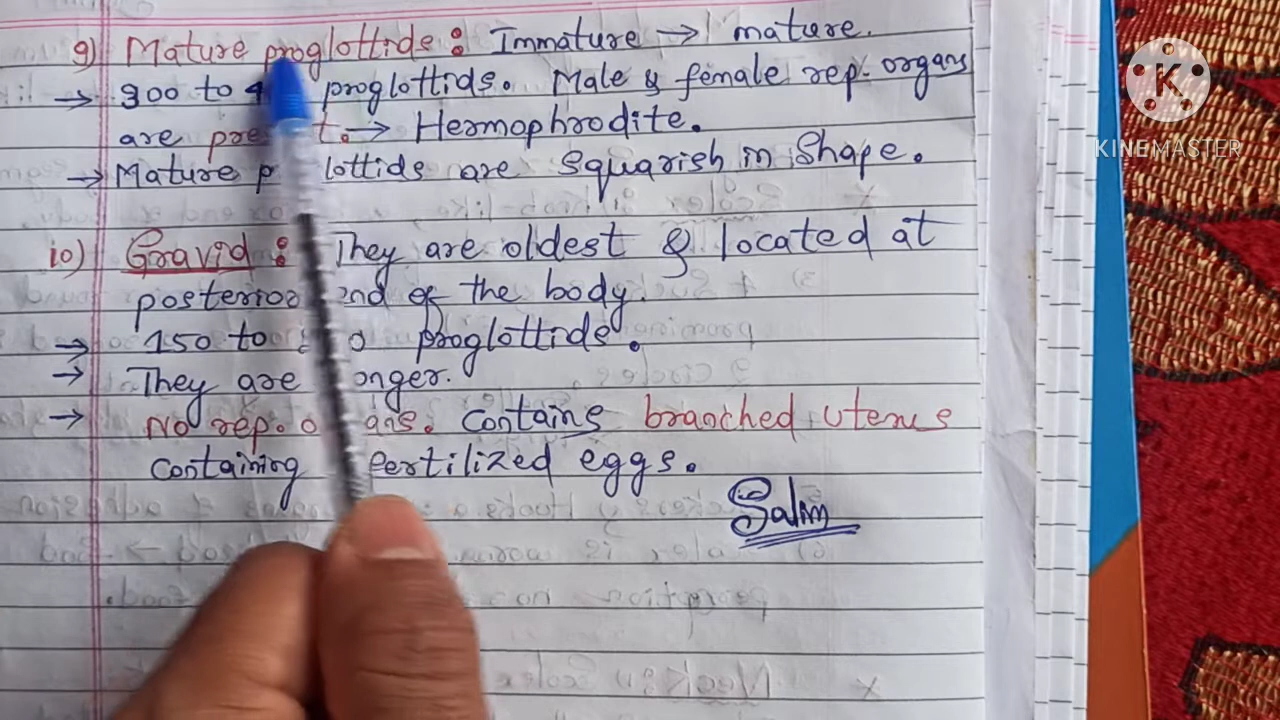 9) Mature proglottide: Immature → mature.
→ 300 to proglottids. Male & female rep. organs
are → Hermophrodite.
→ Mature are Squarish in Shape.
10) Gravid: They are oldest & located at
posterior end of the body.
→ 150 to proglottide.
→ They are
→ No rep. contains branched uterus
containing fertilized eggs.
Salim
KINEMASTER